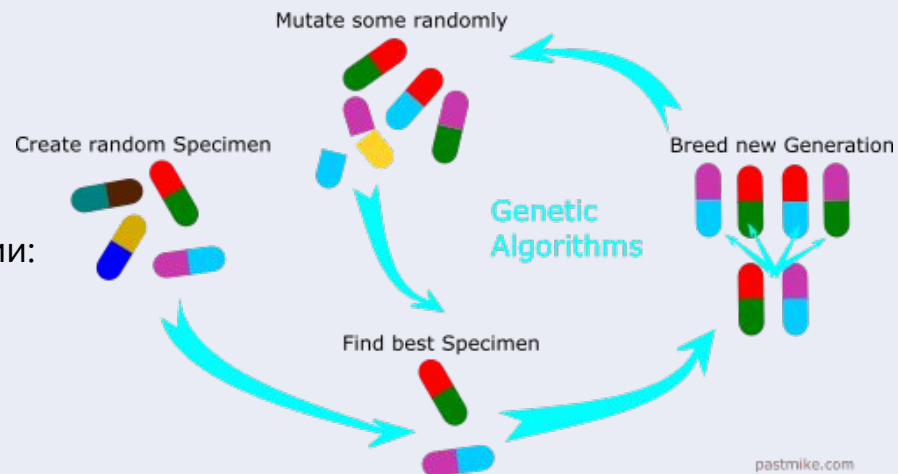 Mutate some randomly
Create random Specimen
Breed new Generation
Genetic
Algorithms
ии:
Find best Specimen
pastmike.com